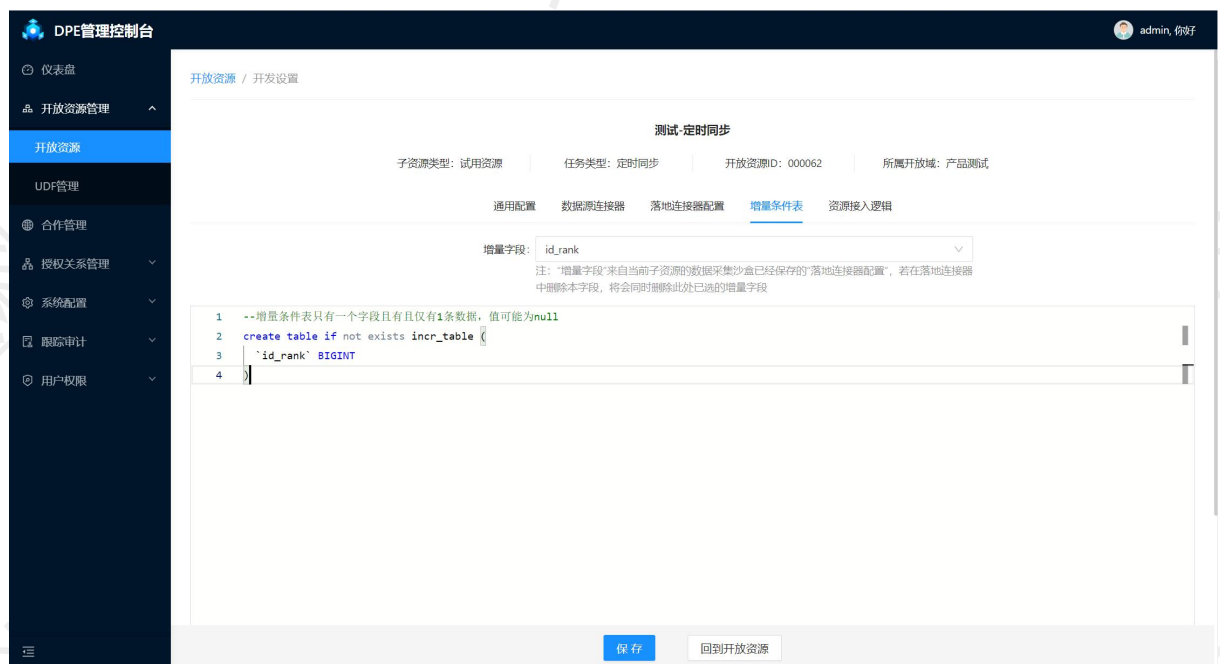 DPE管理控制台
admin, 你好
仪表盘
开放资源管理
开放资源
UDF管理
合作管理
授权关系管理
系统配置
跟踪审计
用户权限
开放资源 / 开发设置
测试-定时同步
子资源类型：试用资源 任务类型：定时同步 开放资源ID：000062 所属开放域：产品测试
通用配置 数据源连接器 落地连接器配置 增量条件表 资源接入逻辑
增量字段： id_rank
注："增量字段"来自当前子资源的数据采集沙盒已经保存的"落地连接器配置"，若在落地连接器
中删除本字段，将会同时删除此处已选的增量字段
1 --增量条件表只有一个字段且有且仅有1条数据，值可能为null
2 create table if not exists incr_table (
3 `id_rank` BIGINT
4 )
保 存 回到开放资源